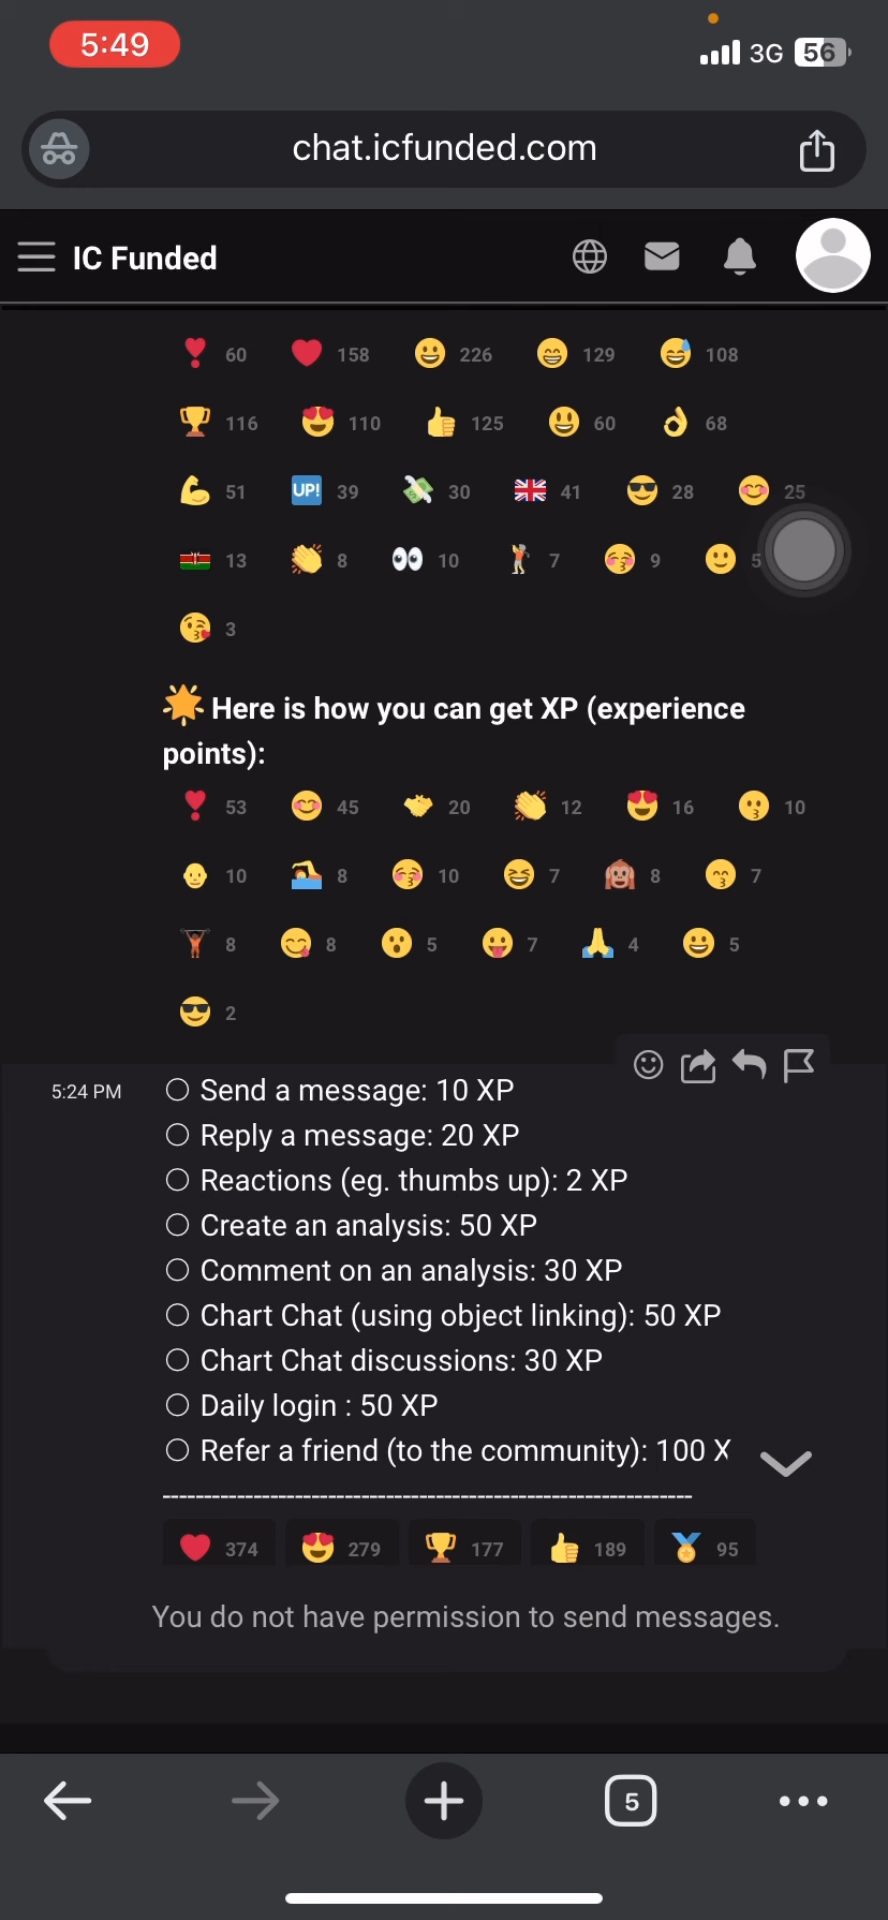 5:49
3G 56
chat.icfunded.com
IC Funded
60 158 226 129 108
116 110 125 60 68
51 UP! 39 30 41 28 25
13 8 10 7 9 5
3
Here is how you can get XP (experience
points):
53 45 20 12 16 10
10 8 10 7 8 7
8 8 5 7 4 5
2
5:24 PM
Send a message: 10 XP
Reply a message: 20 XP
Reactions (eg. thumbs up): 2 XP
Create an analysis: 50 XP
Comment on an analysis: 30 XP
Chart Chat (using object linking): 50 XP
Chart Chat discussions: 30 XP
Daily login : 50 XP
Refer a friend (to the community): 100 X
----------------------------------------------------------------
374 279 177 189 95
You do not have permission to send messages.
5